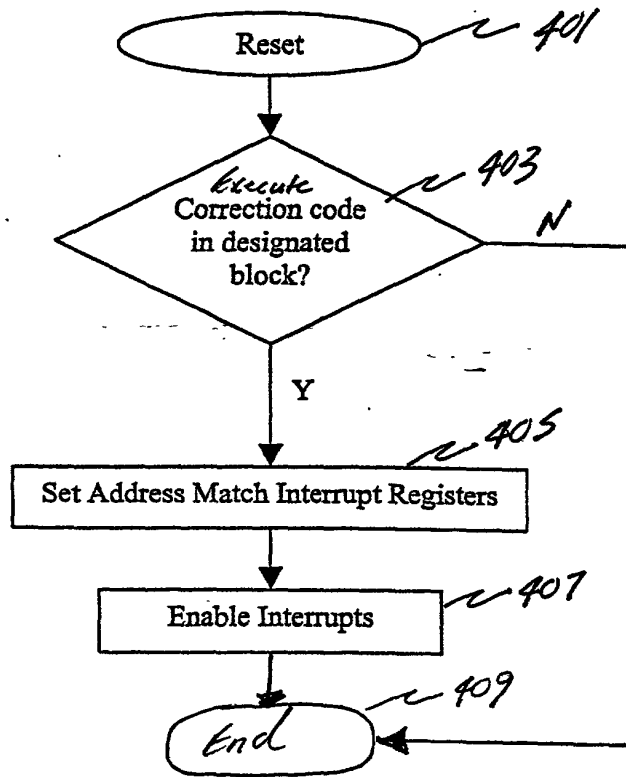 Reset
401
Execute
Correction code
in designated
block?
403
N
Y
405
Set Address Match Interrupt Registers
Enable Interrupts
407
409
End